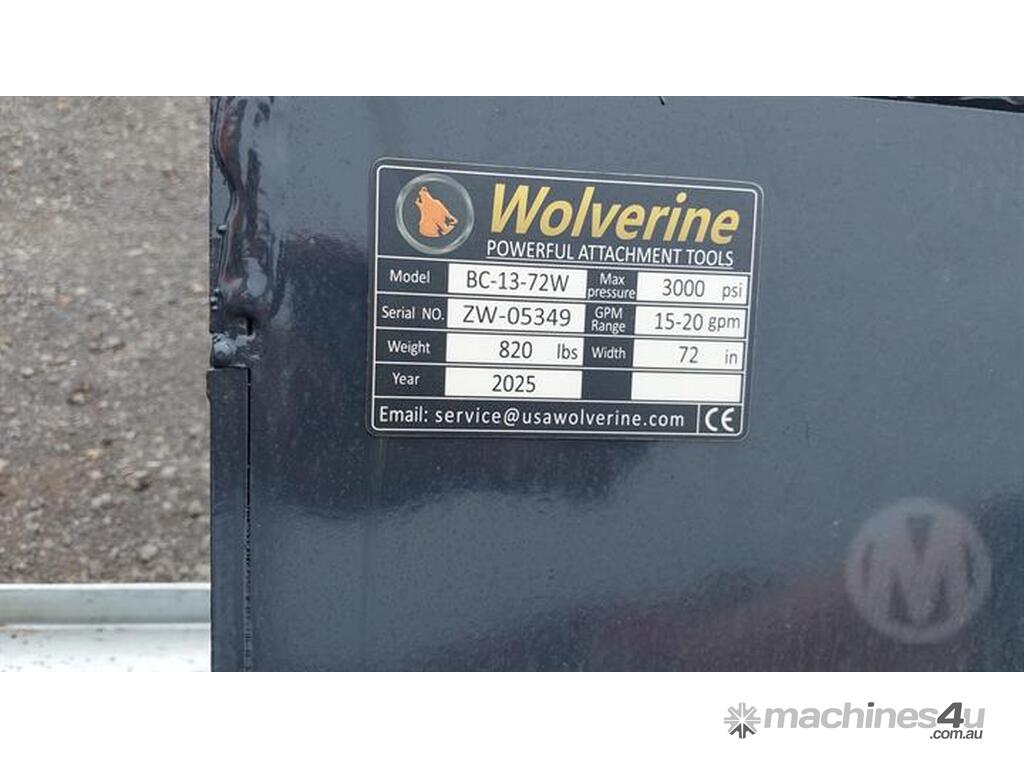 Wolverine
POWERFUL ATTACHMENT TOOLS
Model BC-13-72W Max pressure 3000 psi
Serial NO. ZW-05349 GPM Range 15-20 gpm
Weight 820 lbs Width 72 in
Year 2025
Email: service@usawolverine.com CE
M
machines4u
.com.au